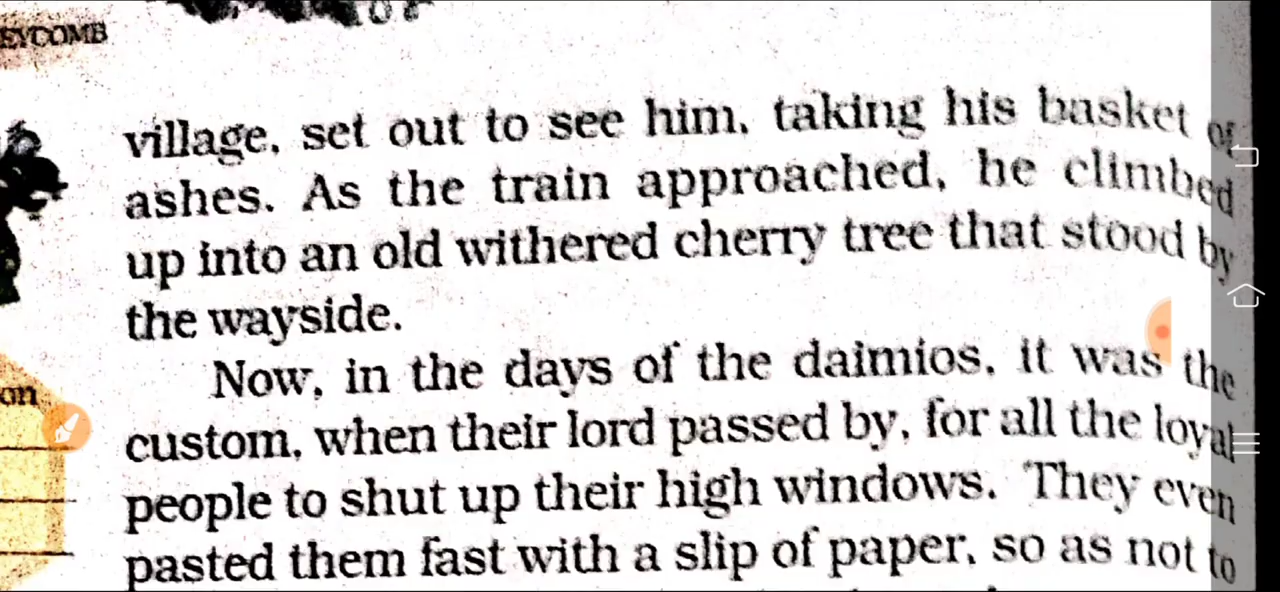 EYCOMB
village, set out to see him, taking his basket of
ashes. As the train approached, he climbed
up into an old withered cherry tree that stood by
the wayside.
Now, in the days of the daimios, it was the
on
custom, when their lord passed by, for all the loyal
people to shut up their high windows. They even
pasted them fast with a slip of paper, so as not to